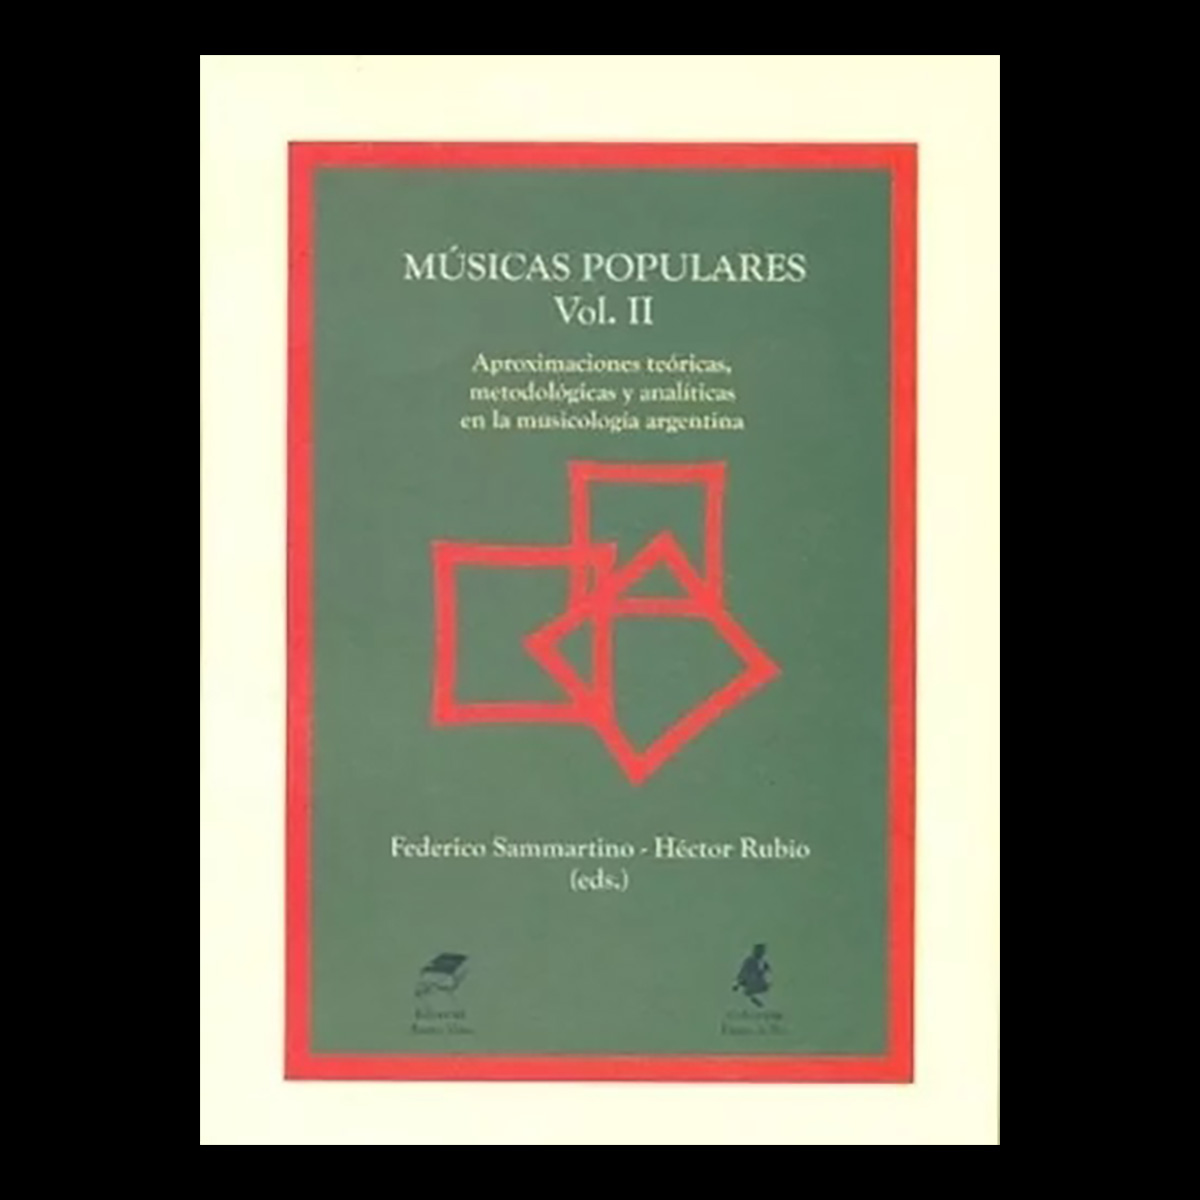 MÚSICAS POPULARES
Vol. II
Aproximaciones teóricas,
metodológicas y analíticas
en la musicología argentina
Federico Sammartino - Héctor Rubio
(eds.)